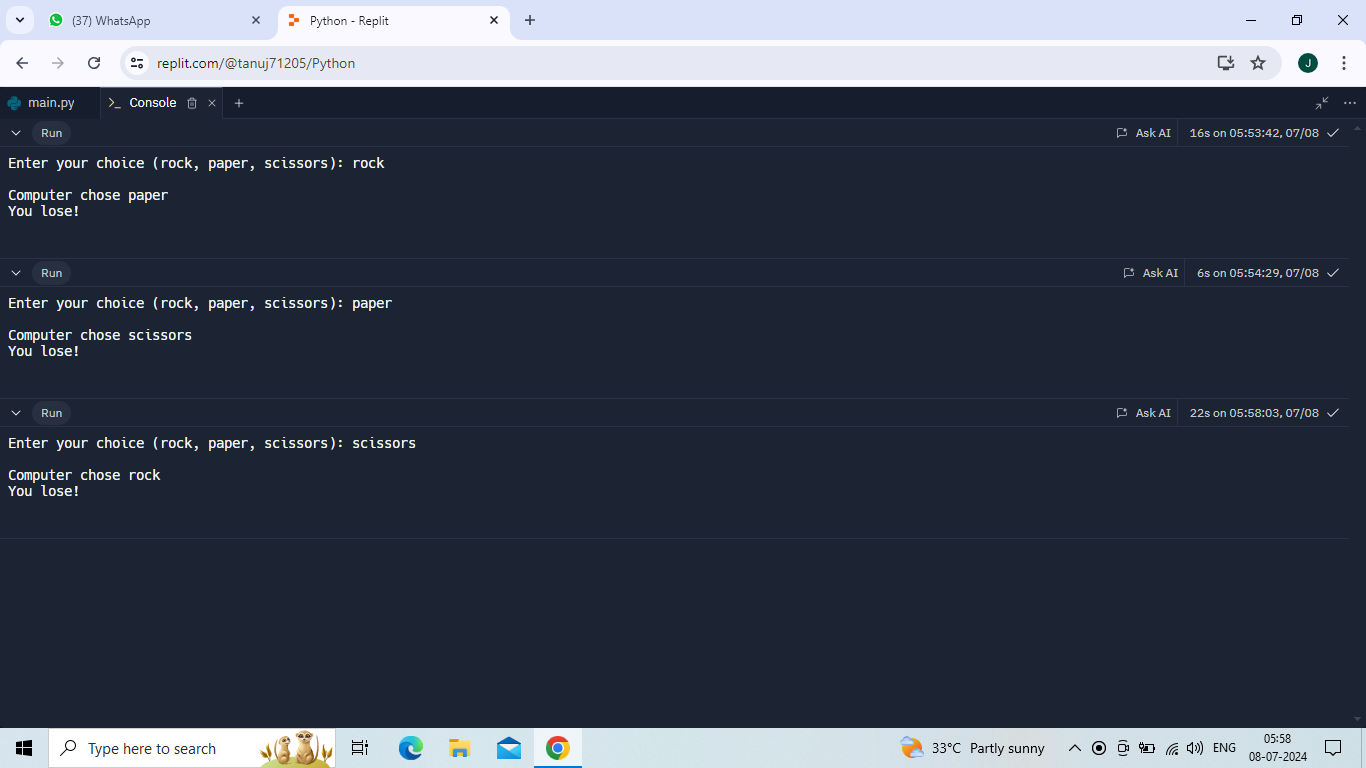 (37) WhatsApp
Python - Replit
replit.com/@tanuj71205/Python
J
main.py
Console
Run
Ask AI
16s on 05:53:42, 07/08
Enter your choice (rock, paper, scissors): rock
Computer chose paper
You lose!
Run
Ask AI
6s on 05:54:29, 07/08
Enter your choice (rock, paper, scissors): paper
Computer chose scissors
You lose!
Run
Ask AI
22s on 05:58:03, 07/08
Enter your choice (rock, paper, scissors): scissors
Computer chose rock
You lose!
Type here to search
33°C Partly sunny
ENG
05:58
08-07-2024